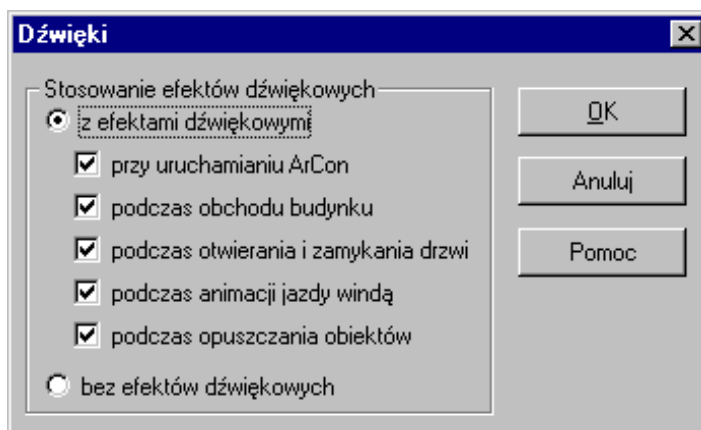 Dźwięki
Stosowanie efektów dźwiękowych
z efektami dźwiękowymi
przy uruchamianiu ArCon
podczas obchodu budynku
podczas otwierania i zamykania drzwi
podczas animacji jazdy windą
podczas opuszczania obiektów
bez efektów dźwiękowych
OK
Anuluj
Pomoc